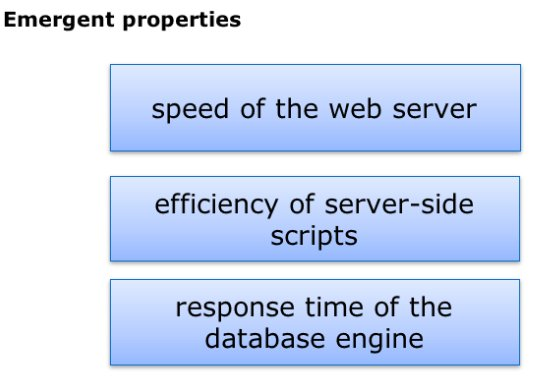 Emergent properties
speed of the web server
efficiency of server-side
scripts
response time of the
database engine